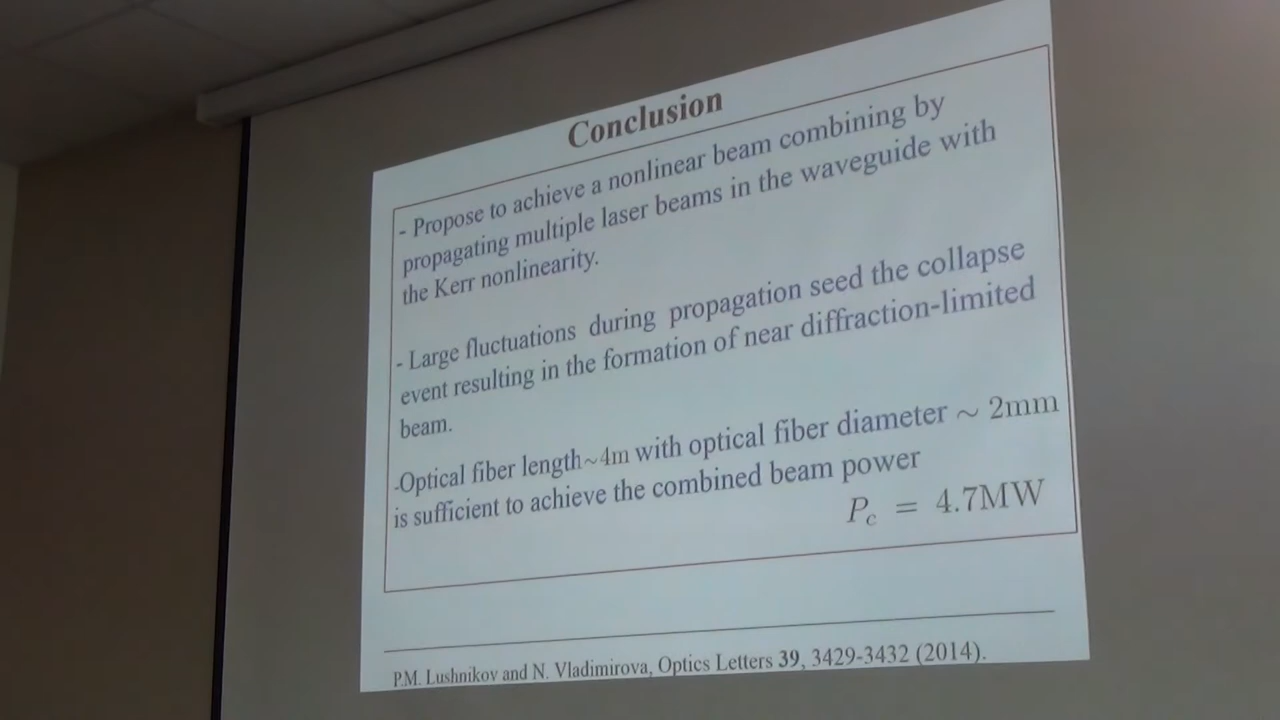 Conclusion
- Propose to achieve a nonlinear beam combining by
propagating multiple laser beams in the waveguide with
the Kerr nonlinearity.
- Large fluctuations during propagation seed the collapse
event resulting in the formation of near diffraction-limited
beam.
-Optical fiber length~4m with optical fiber diameter ~ 2mm
is sufficient to achieve the combined beam power
P_c = 4.7MW
P.M. Lushnikov and N. Vladimirova, Optics Letters 39, 3429-3432 (2014).